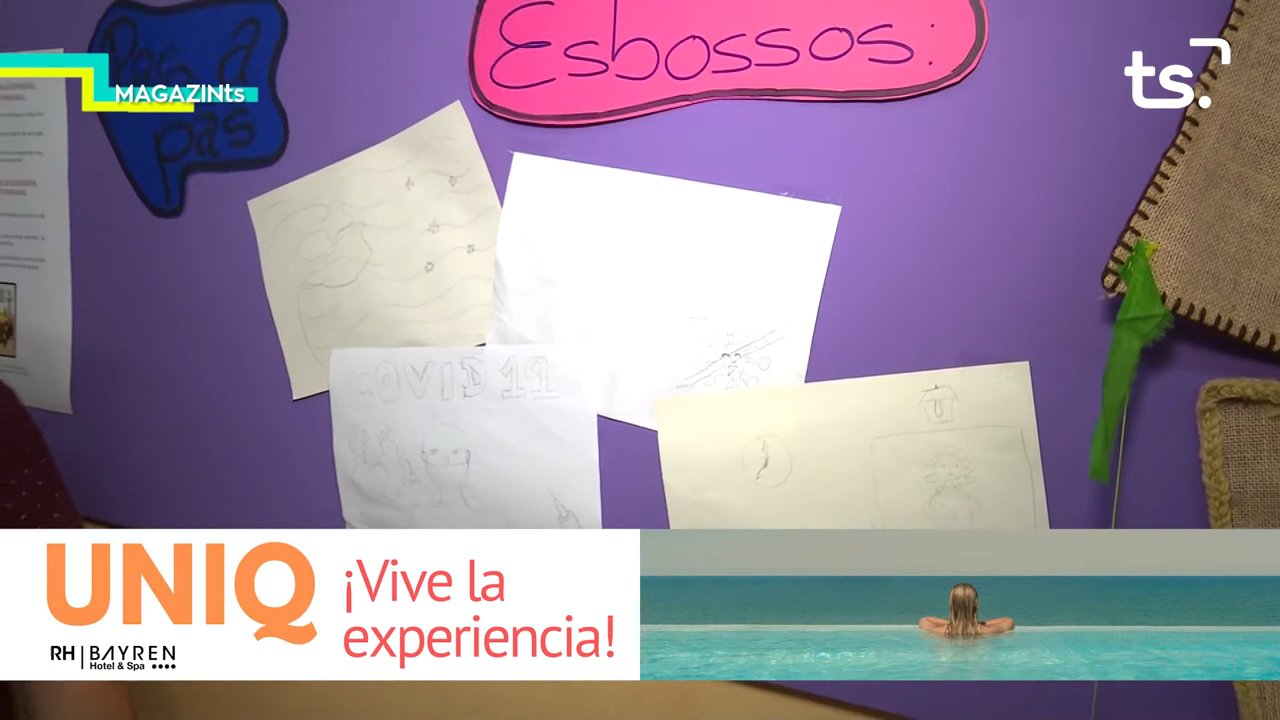 Esbossos:
Pas a
pas
MAGAZINts
ts.
COVID 19
UNIQ
RH | BAYREN
Hotel & Spa
¡Vive la
experiencia!